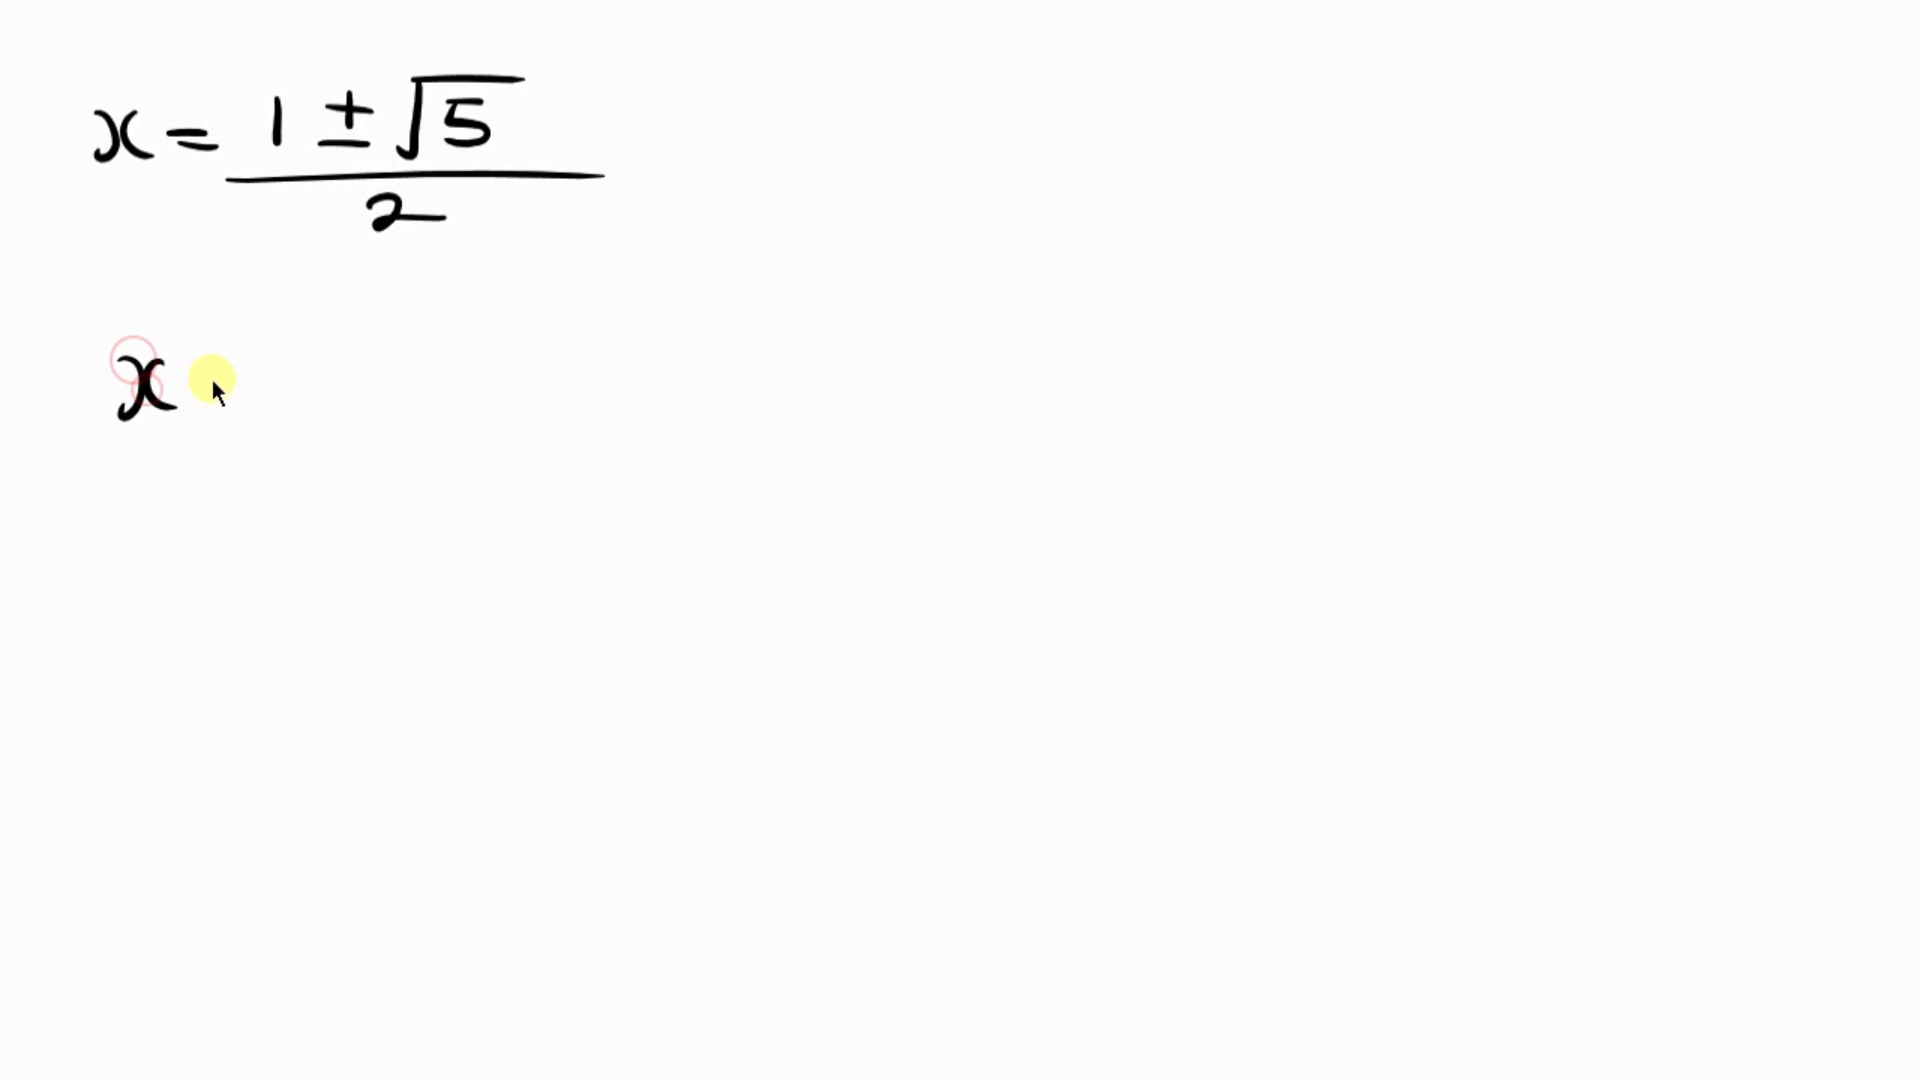 x = (1 ± √5) / 2
x